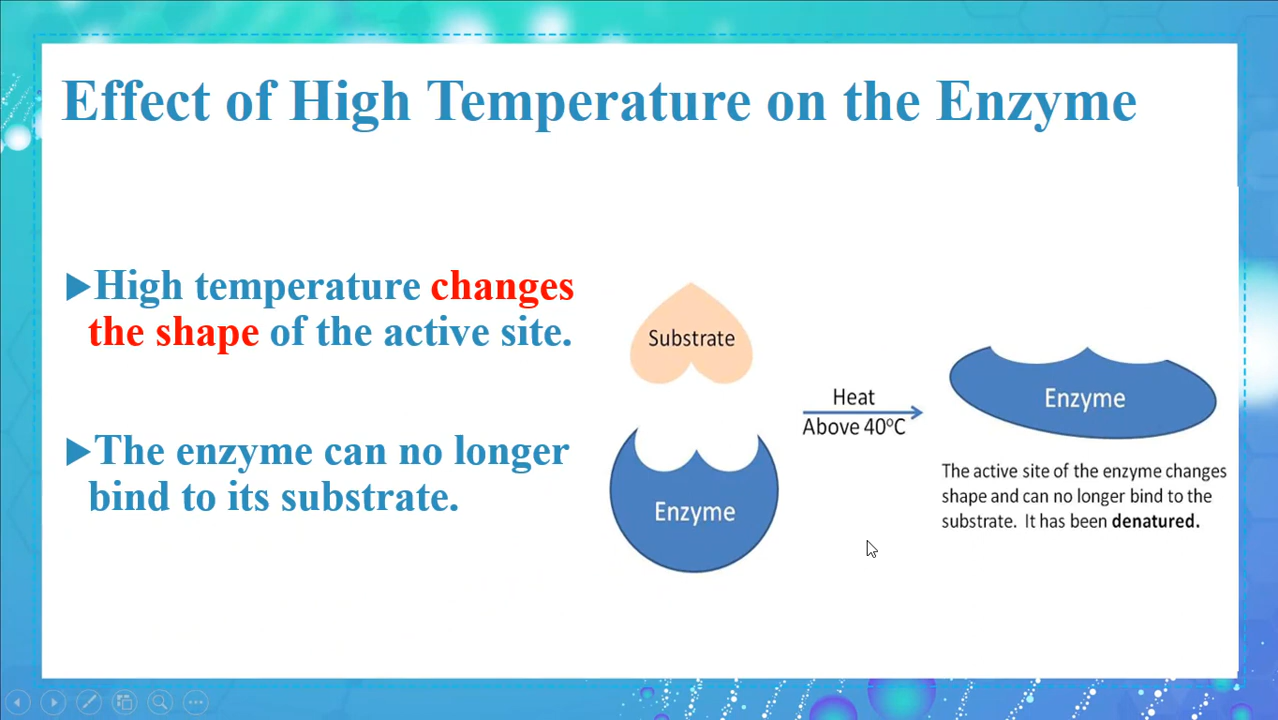 Effect of High Temperature on the Enzyme
High temperature changes
the shape of the active site.
The enzyme can no longer
bind to its substrate.
Substrate
Enzyme
Heat
Above 40ºC
Enzyme
The active site of the enzyme changes
shape and can no longer bind to the
substrate. It has been denatured.